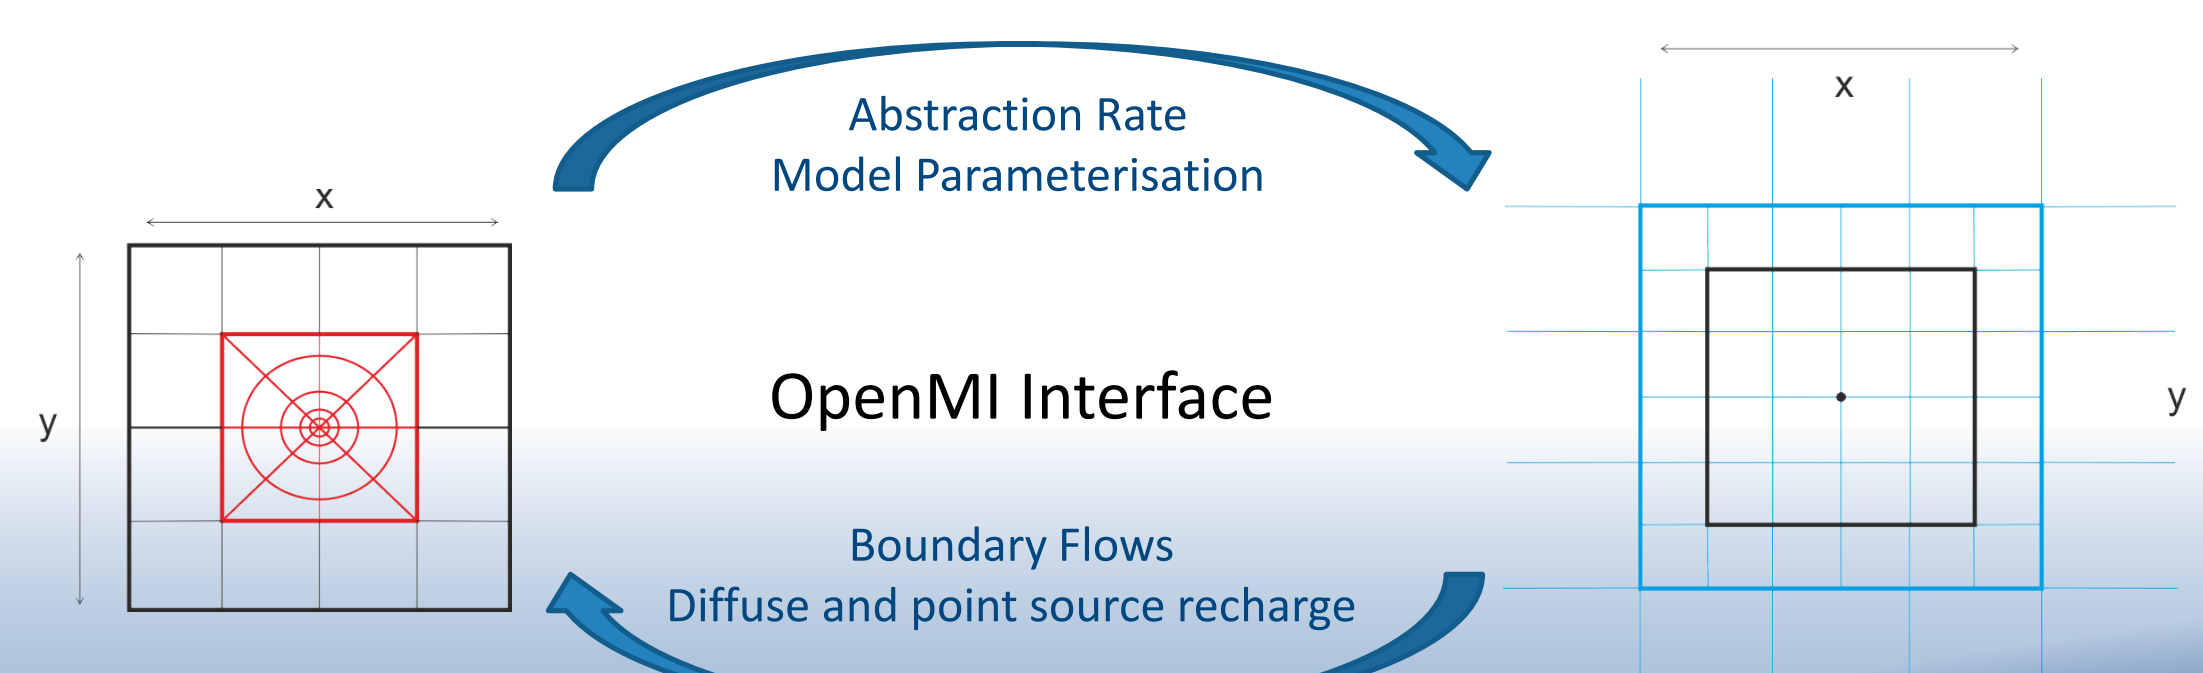 x
Abstraction Rate
Model Parameterisation
x
y
OpenMI Interface
y
Boundary Flows
Diffuse and point source recharge